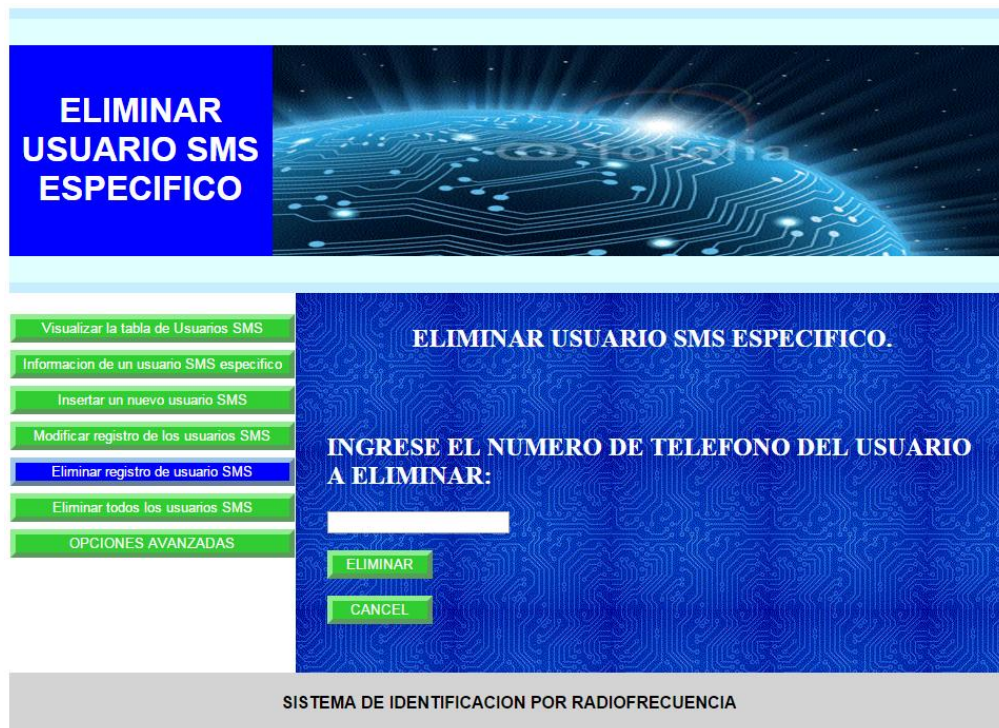 ELIMINAR
USUARIO SMS
ESPECIFICO
fotolia
Visualizar la tabla de Usuarios SMS
Informacion de un usuario SMS especifico
Insertar un nuevo usuario SMS
Modificar registro de los usuarios SMS
Eliminar registro de usuario SMS
Eliminar todos los usuarios SMS
OPCIONES AVANZADAS
ELIMINAR USUARIO SMS ESPECIFICO.
INGRESE EL NUMERO DE TELEFONO DEL USUARIO
A ELIMINAR:
ELIMINAR
CANCEL
SISTEMA DE IDENTIFICACION POR RADIOFRECUENCIA